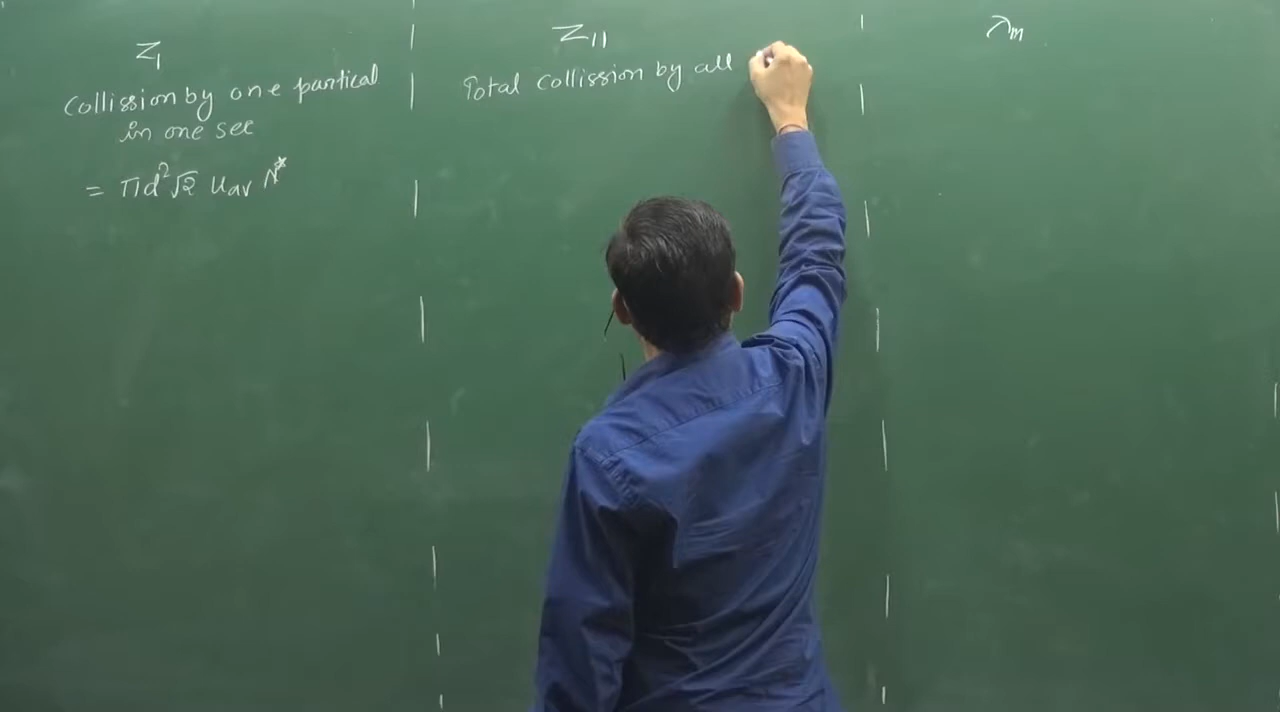 Z₁
Collission by one partical
in one sec
= πd²√2 Uav N*
Z₁₁
Total collission by all
λm